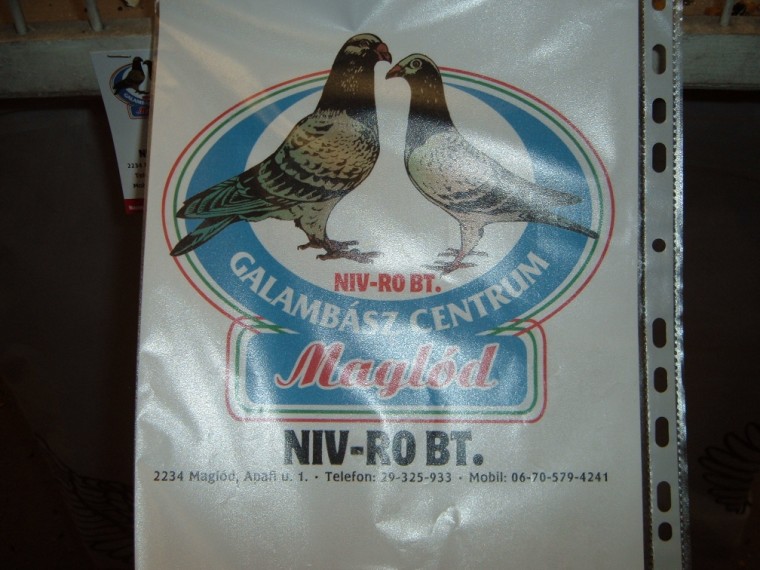 NIV-RO BT.
GALAMBÁSZ CENTRUM
Maglód
NIV-RO BT.
2234 Maglód, Apafi u. 1. · Telefon: 29-325-933 · Mobil: 06-70-579-4241